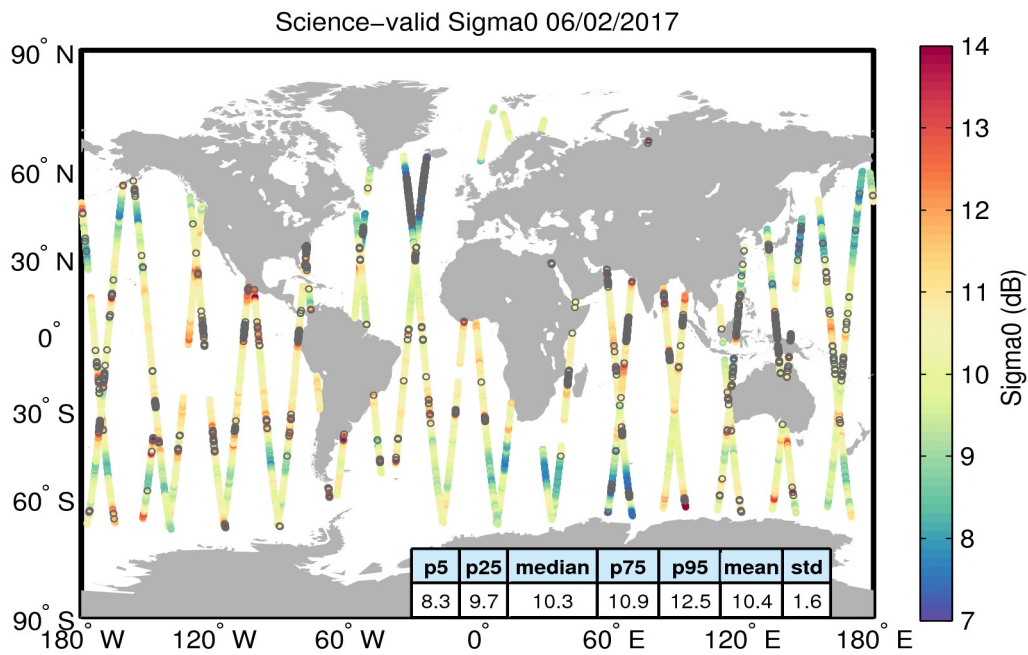 Science−valid Sigma0 06/02/2017
90° N
60° N
30° N
0°
30° S
60° S
90° S
180° W
120° W
60° W
0°
60° E
120° E
180° E
p5 p25 median p75 p95 mean std
8.3 9.7 10.3 10.9 12.5 10.4 1.6
14
13
12
11
10
9
8
7
Sigma0 (dB)